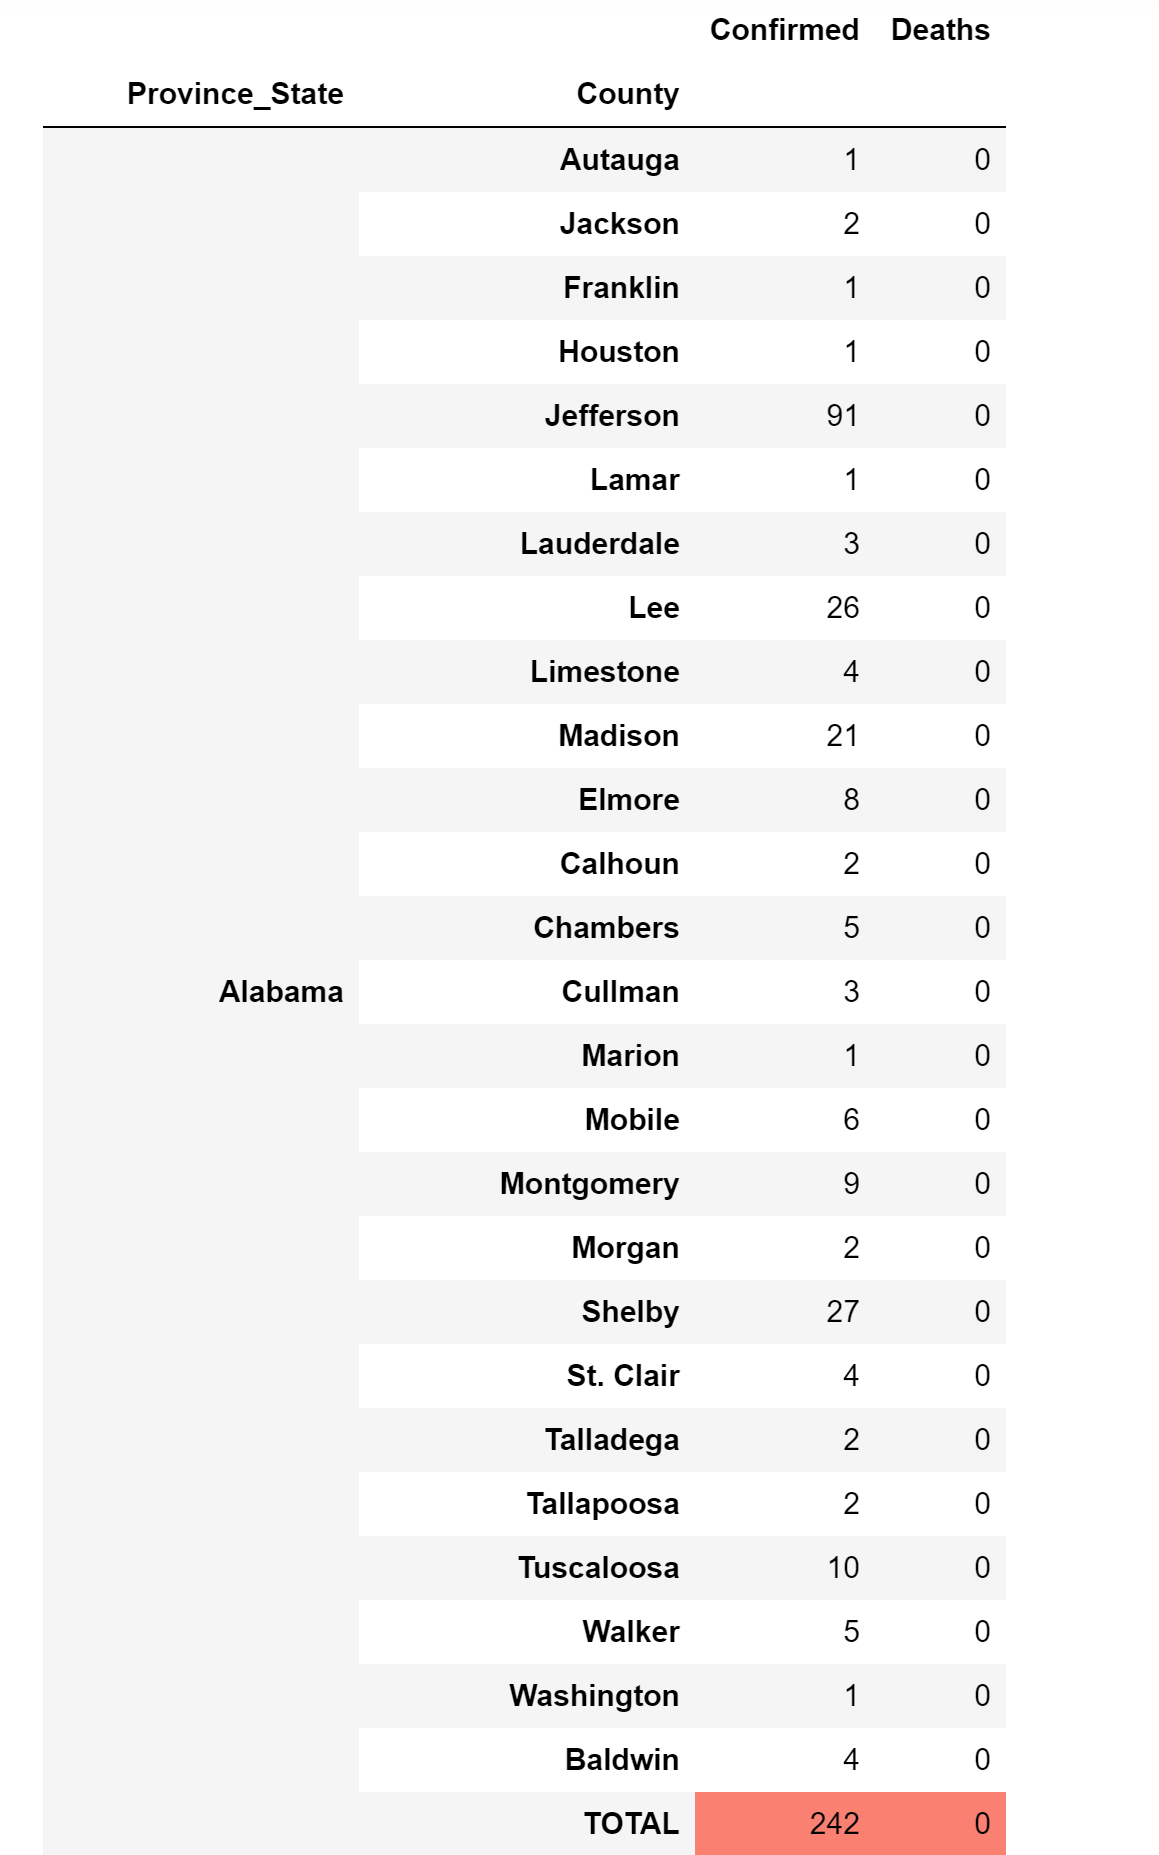 Confirmed Deaths
Province_State County
Autauga 1 0
Jackson 2 0
Franklin 1 0
Houston 1 0
Jefferson 91 0
Lamar 1 0
Lauderdale 3 0
Lee 26 0
Limestone 4 0
Madison 21 0
Elmore 8 0
Calhoun 2 0
Chambers 5 0
Alabama Cullman 3 0
Marion 1 0
Mobile 6 0
Montgomery 9 0
Morgan 2 0
Shelby 27 0
St. Clair 4 0
Talladega 2 0
Tallapoosa 2 0
Tuscaloosa 10 0
Walker 5 0
Washington 1 0
Baldwin 4 0
TOTAL 242 0